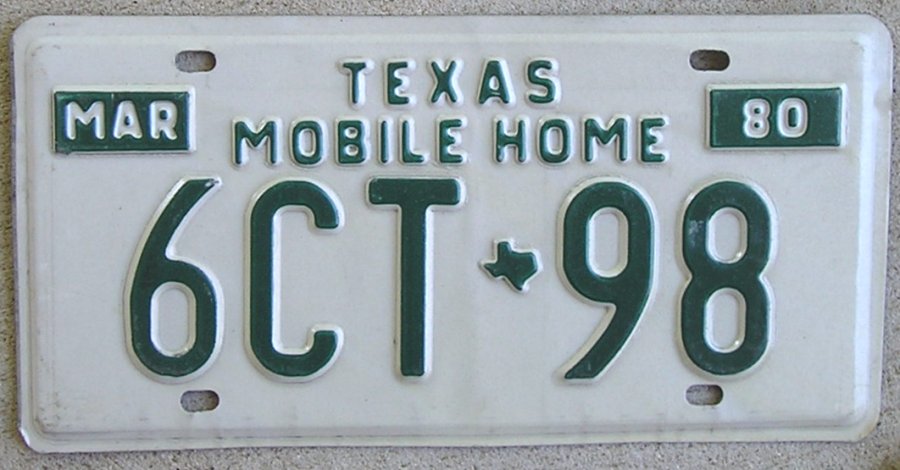 TEXAS
MAR 80
MOBILE HOME
6CT 98